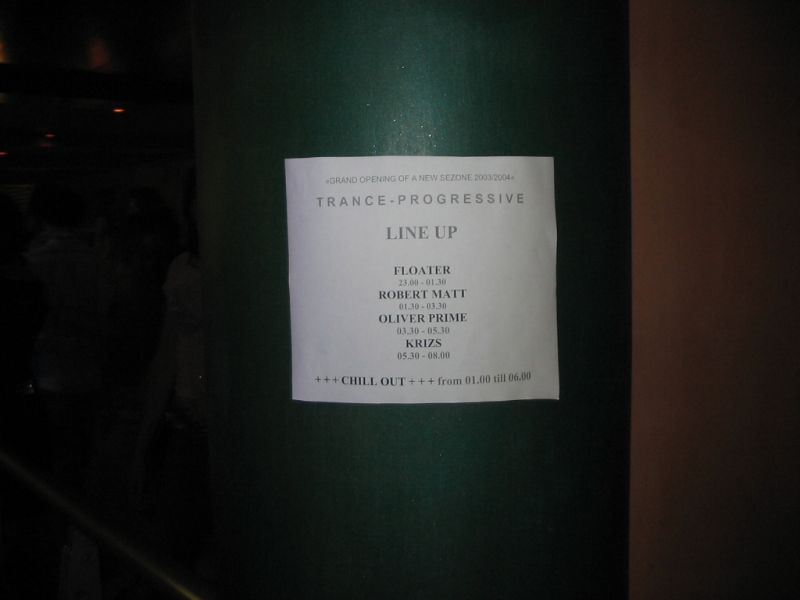 «GRAND OPENING OF A NEW SEZONE 2003/2004«
TRANCE-PROGRESSIVE
LINE UP
FLOATER
23.00 - 01.30
ROBERT MATT
01.30 - 03.30
OLIVER PRIME
03.30 - 05.30
KRIZS
05.30 - 08.00
+ + + CHILL OUT + + + from 01.00 till 06.00